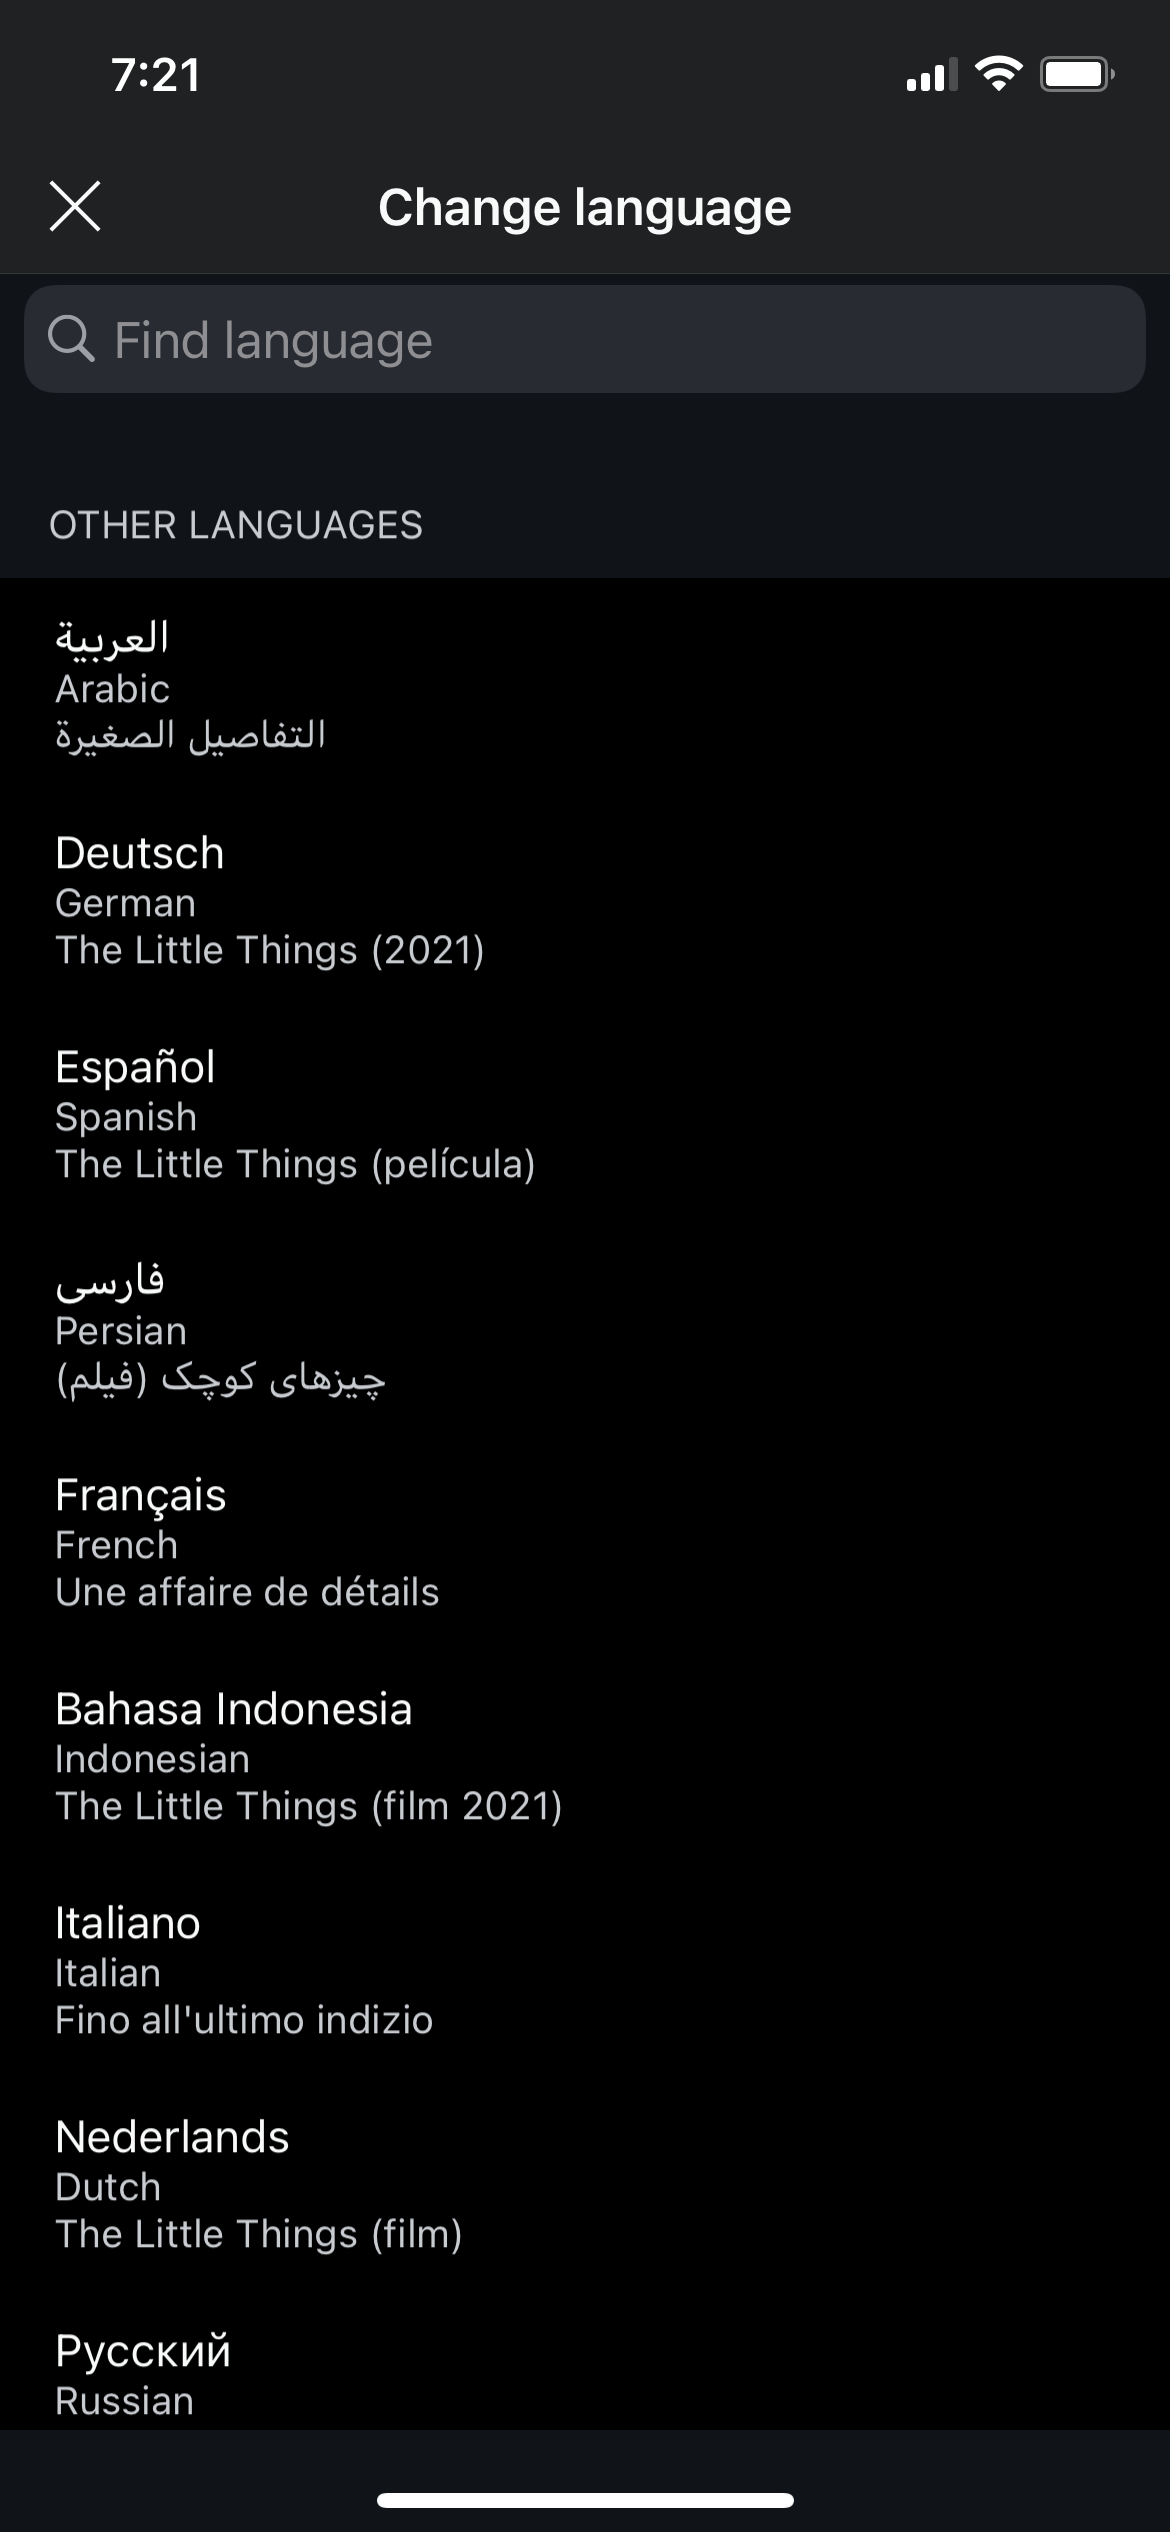 7:21
Change language
Find language
OTHER LANGUAGES
العربية
Arabic
التفاصيل الصغيرة
Deutsch
German
The Little Things (2021)
Español
Spanish
The Little Things (película)
فارسی
Persian
چیزهای کوچک (فیلم)
Français
French
Une affaire de détails
Bahasa Indonesia
Indonesian
The Little Things (film 2021)
Italiano
Italian
Fino all'ultimo indizio
Nederlands
Dutch
The Little Things (film)
Русский
Russian